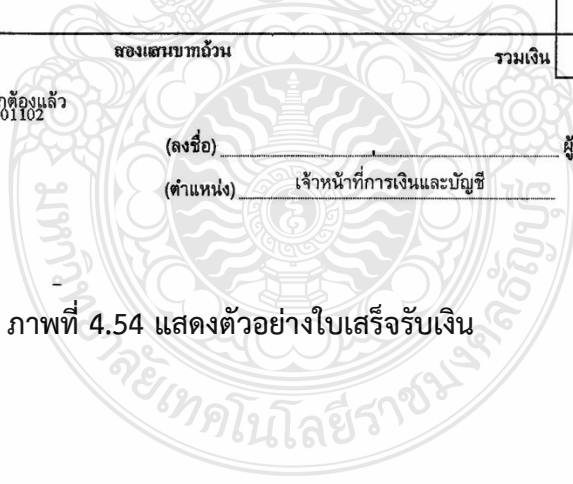 สองแสนบาทถ้วน รวมเงิน
กต้องแล้ว
01102
(ลงชื่อ)
(ตำแหน่ง) เจ้าหน้าที่การเงินและบัญชี
ภาพที่ 4.54 แสดงตัวอย่างใบเสร็จรับเงิน